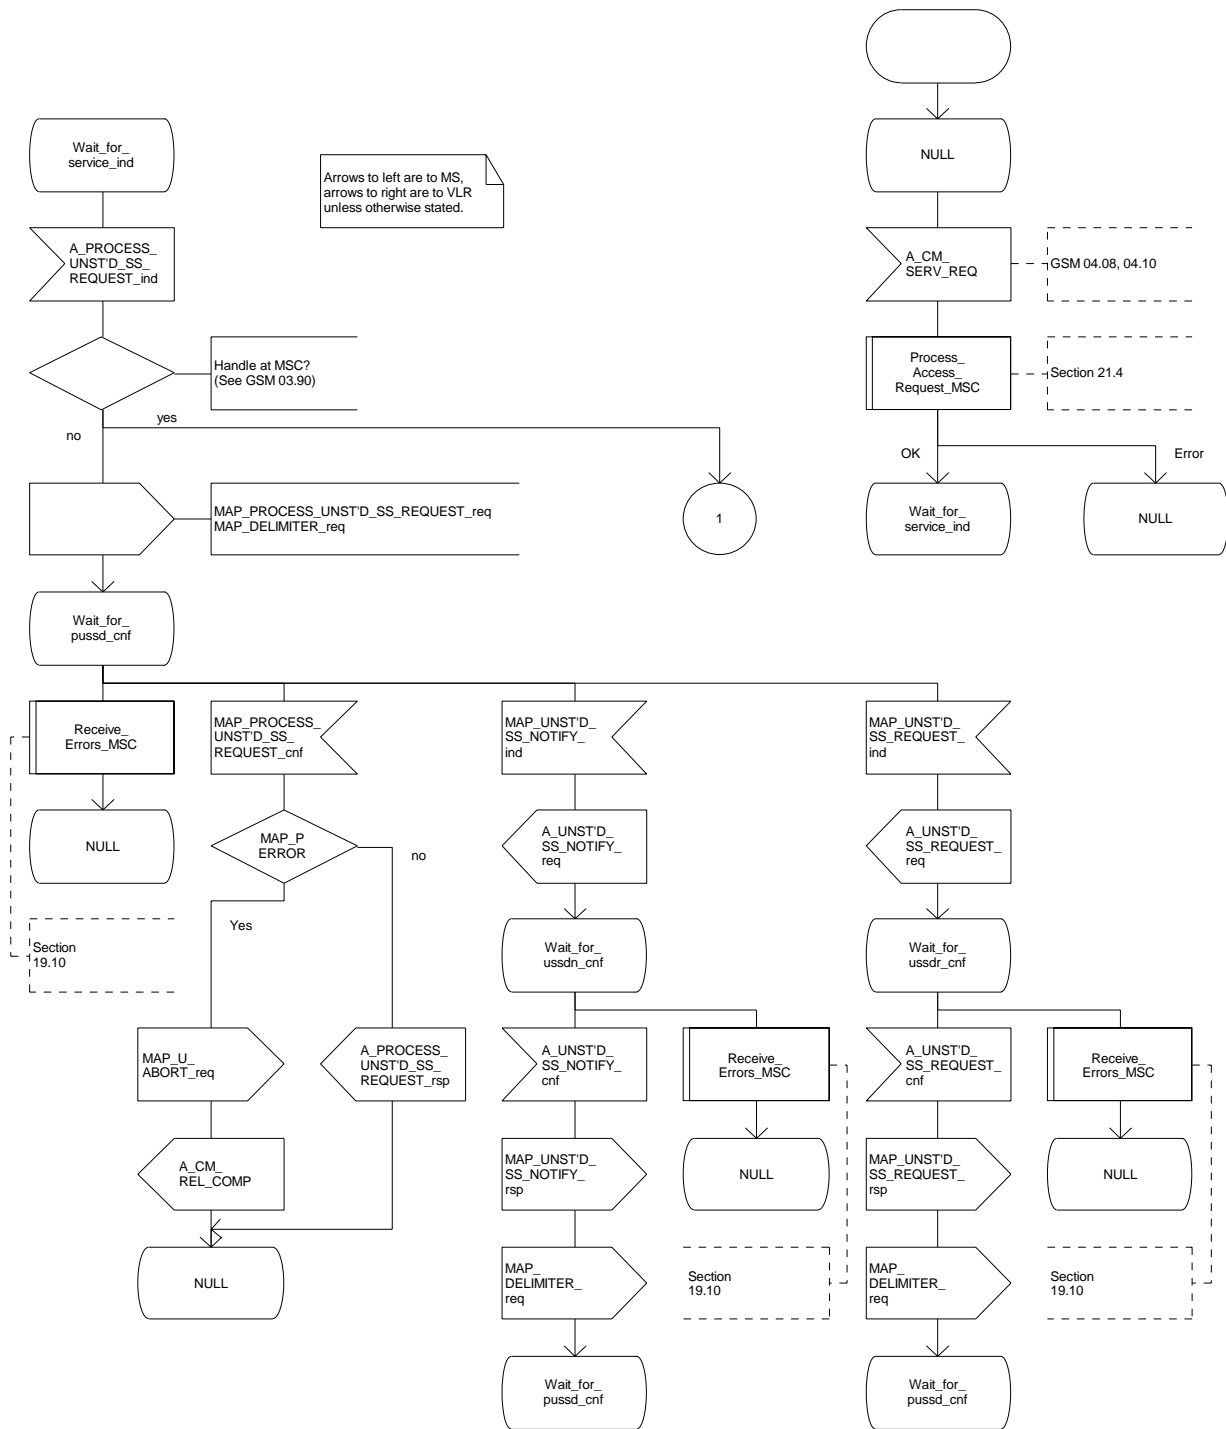 Wait_for_
service_ind
Arrows to left are to MS,
arrows to right are to VLR
unless otherwise stated.
NULL
A_PROCESS_
UNST'D_SS_
REQUEST_ind
A_CM_
SERV_REQ
GSM 04.08, 04.10
Handle at MSC?
(See GSM 03.90)
Process_
Access_
Request_MSC
Section 21.4
no
yes
OK
Error
MAP_PROCESS_UNST'D_SS_REQUEST_req
MAP_DELIMITER_req
1
Wait_for_
service_ind
NULL
Wait_for_
pussd_cnf
Receive_
Errors_MSC
MAP_PROCESS_
UNST'D_SS_
REQUEST_cnf
MAP_UNST'D_
SS_NOTIFY_
ind
MAP_UNST'D_
SS_REQUEST_
ind
NULL
MAP_P
ERROR
no
A_UNST'D_
SS_NOTIFY_
req
A_UNST'D_
SS_REQUEST_
req
Yes
Section
19.10
Wait_for_
ussdn_cnf
Wait_for_
ussdr_cnf
MAP_U_
ABORT_req
A_PROCESS_
UNST'D_SS_
REQUEST_rsp
A_UNST'D_
SS_NOTIFY_
cnf
Receive_
Errors_MSC
A_UNST'D_
SS_REQUEST_
cnf
Receive_
Errors_MSC
A_CM_
REL_COMP
MAP_UNST'D_
SS_NOTIFY_
rsp
NULL
MAP_UNST'D_
SS_REQUEST_
rsp
NULL
NULL
MAP_
DELIMITER_
req
Section
19.10
MAP_
DELIMITER_
req
Section
19.10
Wait_for_
pussd_cnf
Wait_for_
pussd_cnf